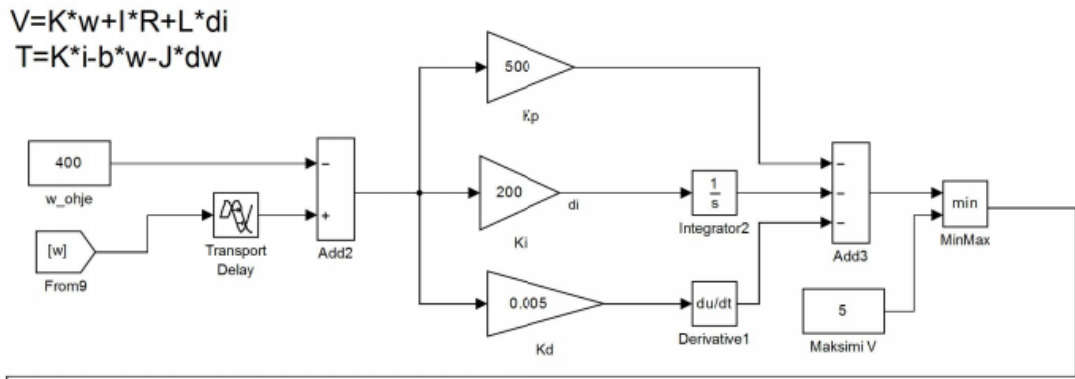 V=K*w+I*R+L*di
T=K*i-b*w-J*dw
500
Kp
400
w_ohje
[w]
From9
Transport
Delay
−
+
Add2
200
di
Ki
1
s
Integrator2
0.005
Kd
du/dt
Derivative1
−
−
−
Add3
min
MinMax
5
Maksimi V